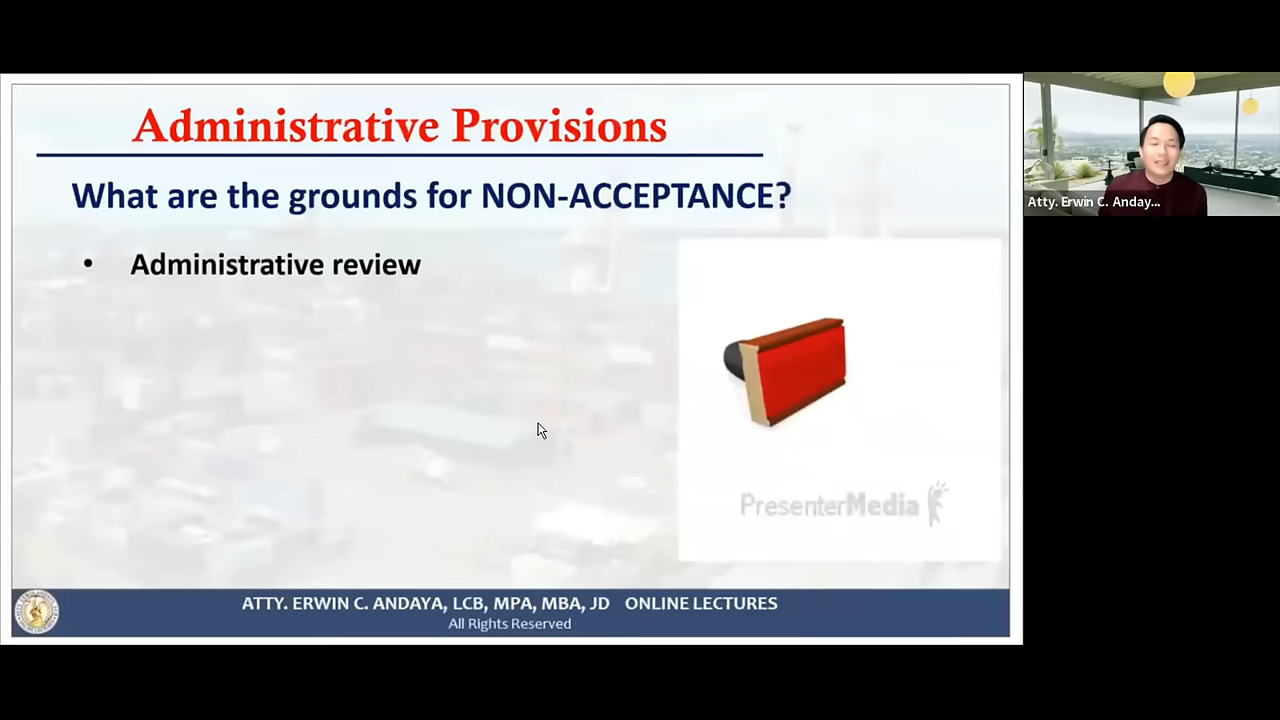 Administrative Provisions
What are the grounds for NON-ACCEPTANCE?
• Administrative review
PresenterMedia
ATTY. ERWIN C. ANDAYA, LCB, MPA, MBA, JD ONLINE LECTURES
All Rights Reserved
Atty. Erwin C. Anday...